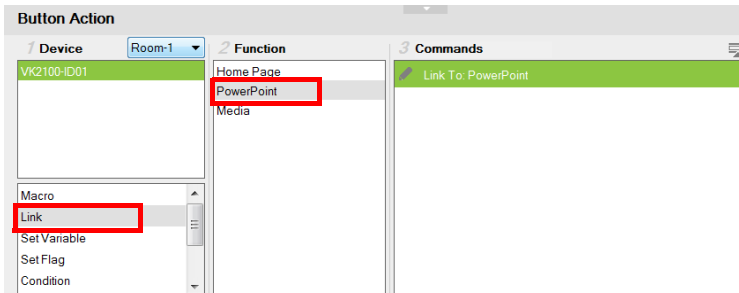 Button Action
1 Device Room-1 2 Function 3 Commands
VK2100-ID01
Home Page
PowerPoint
Media
Link To: PowerPoint
Macro
Link
Set Variable
Set Flag
Condition